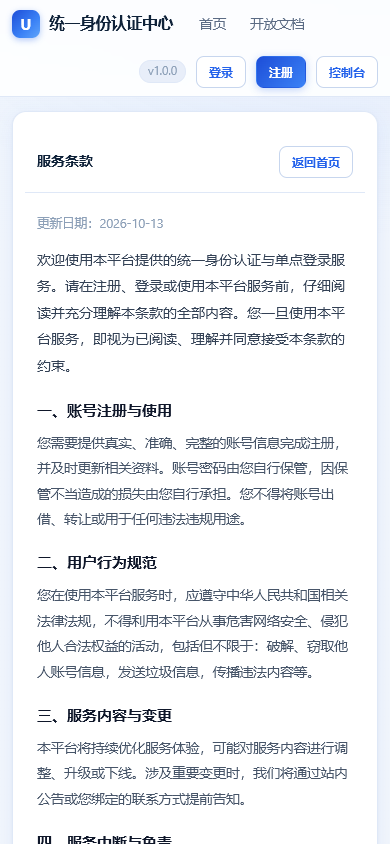 U 统一身份认证中心 首页 开放文档
v1.0.0 登录 注册 控制台
服务条款 返回首页
更新日期：2026-10-13
欢迎使用本平台提供的统一身份认证与单点登录服
务。请在注册、登录或使用本平台服务前，仔细阅
读并充分理解本条款的全部内容。您一旦使用本平
台服务，即视为已阅读、理解并同意接受本条款的
约束。
一、账号注册与使用
您需要提供真实、准确、完整的账号信息完成注册，
并及时更新相关资料。账号密码由您自行保管，因保
管不当造成的损失由您自行承担。您不得将账号出
借、转让或用于任何违法违规用途。
二、用户行为规范
您在使用本平台服务时，应遵守中华人民共和国相关
法律法规，不得利用本平台从事危害网络安全、侵犯
他人合法权益的活动，包括但不限于：破解、窃取他
人账号信息，发送垃圾信息，传播违法内容等。
三、服务内容与变更
本平台将持续优化服务体验，可能对服务内容进行调
整、升级或下线。涉及重要变更时，我们将通过站内
公告或您绑定的联系方式提前告知。
四、服务中断与免责